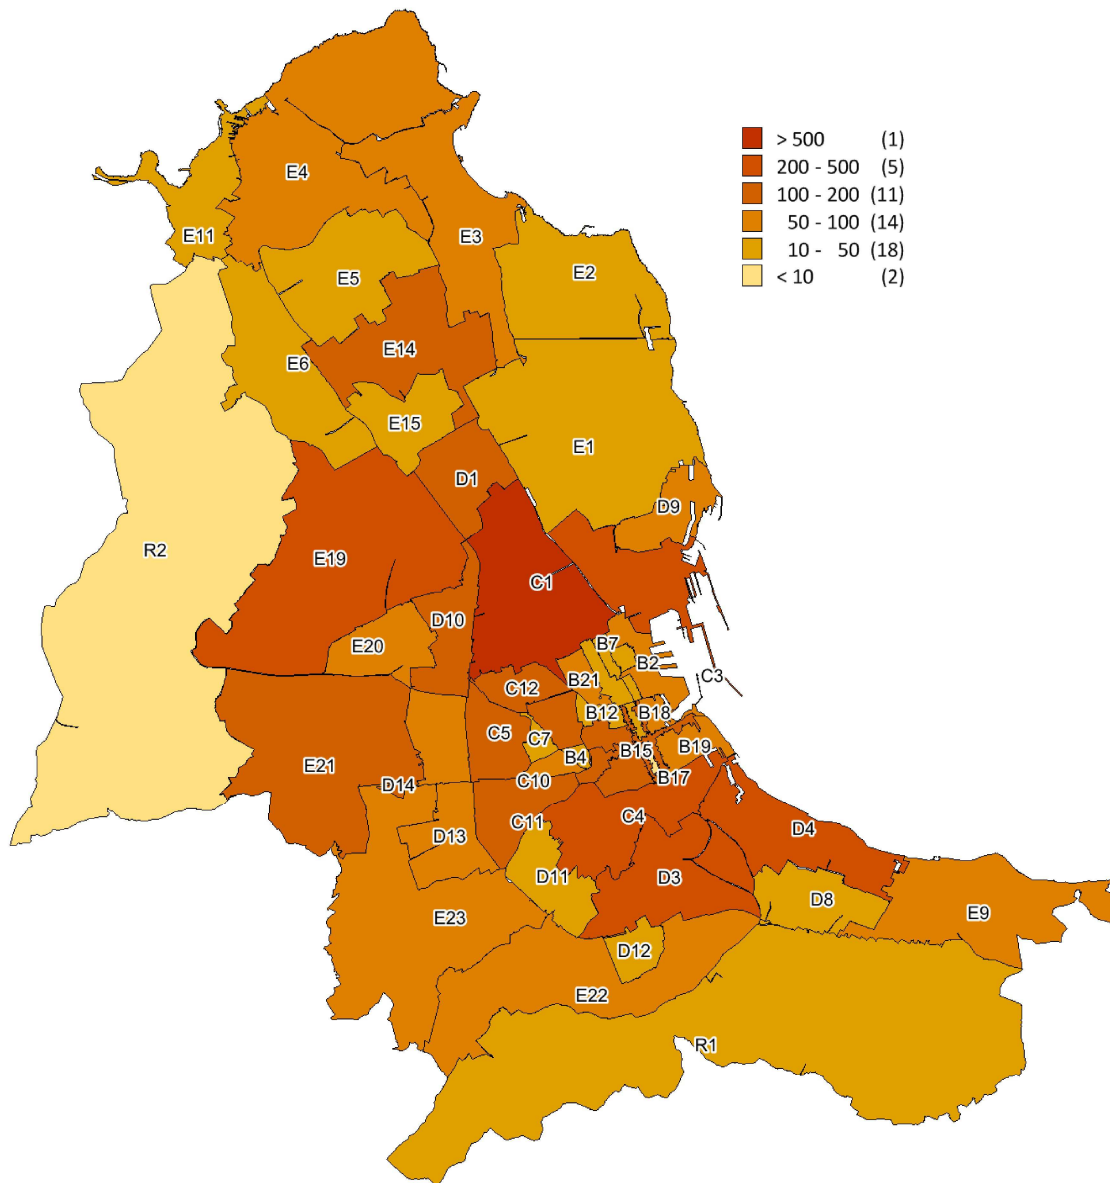 > 500 (1)
200 - 500 (5)
100 - 200 (11)
50 - 100 (14)
10 - 50 (18)
< 10 (2)
E4
E11
E3
E2
E5
E14
E6
E15
E1
D1
D9
R2
E19
C1
D10
E20
B7
B2
C3
B21
C12
B12
B18
C5
C7
B15
B19
B4
E21
D14
C10
B17
C11
C4
D13
D4
D11
D3
D8
E23
E9
D12
E22
R1